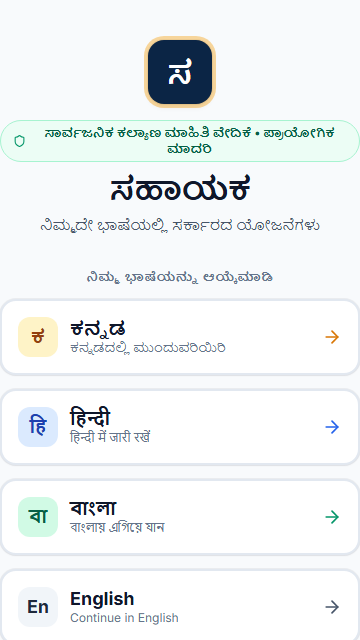 ಸ
ಸಾರ್ವಜನಿಕ ಕಲ್ಯಾಣ ಮಾಹಿತಿ ವೇದಿಕೆ • ಪ್ರಾಯೋಗಿಕ
ಮಾದರಿ
ಸಹಾಯಕ
ನಿಮ್ಮದೇ ಭಾಷೆಯಲ್ಲಿ ಸರ್ಕಾರದ ಯೋಜನೆಗಳು
ನಿಮ್ಮ ಭಾಷೆಯನ್ನು ಆಯ್ಕೆಮಾಡಿ
ಕ
ಕನ್ನಡ
ಕನ್ನಡದಲ್ಲಿ ಮುಂದುವರಿಯಿರಿ
हि
हिन्दी
हिन्दी में जारी रखें
বা
বাংলা
বাংলায় এগিয়ে যান
En
English
Continue in English